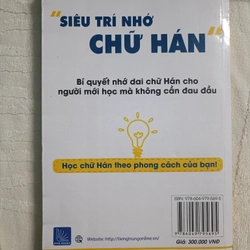 "SIÊU TRÍ NHỚ
CHỮ HÁN"
Bí quyết nhớ dai chữ Hán cho
người mới học mà không cần đau đầu
Học chữ Hán theo phong cách của bạn!
Giá: 300.000 VNĐ